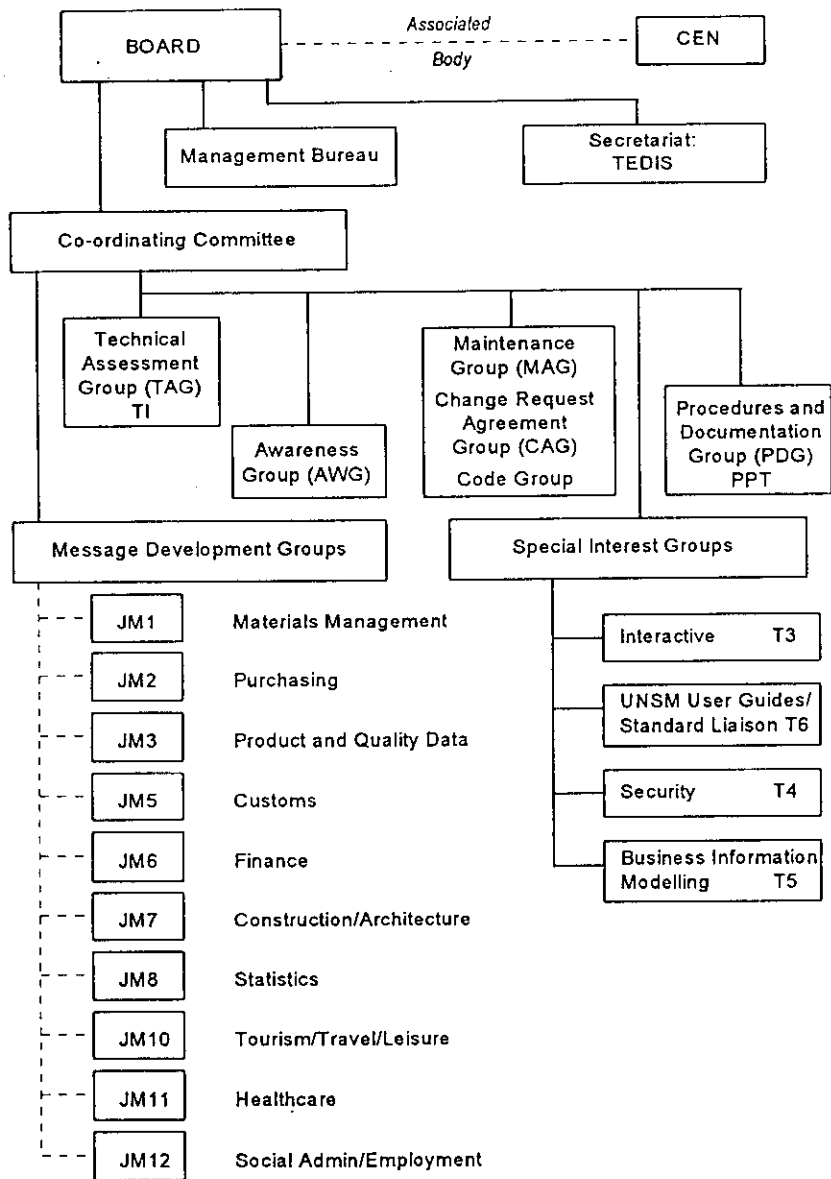 BOARD
Associated
Body
CEN
Management Bureau
Secretariat:
TEDIS
Co-ordinating Committee
Technical
Assessment
Group (TAG)
TI
Awareness
Group (AWG)
Maintenance
Group (MAG)
Change Request
Agreement
Group (CAG)
Code Group
Procedures and
Documentation
Group (PDG)
PPT
Message Development Groups
Special Interest Groups
JM1 Materials Management
JM2 Purchasing
JM3 Product and Quality Data
JM5 Customs
JM6 Finance
JM7 Construction/Architecture
JM8 Statistics
JM10 Tourism/Travel/Leisure
JM11 Healthcare
JM12 Social Admin/Employment
Interactive T3
UNSM User Guides/
Standard Liaison T6
Security T4
Business Information
Modelling T5